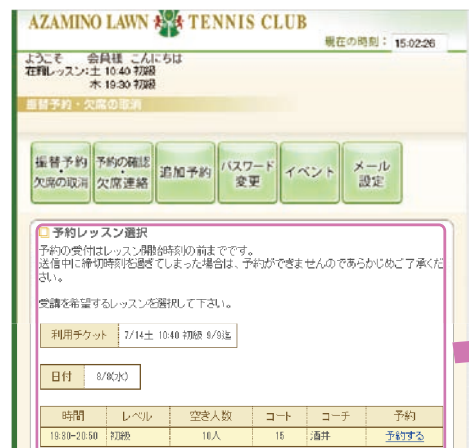 AZAMINO LAWN TENNIS CLUB
現在の時刻： 15:02:26
ようこそ 会員様 こんにちは
在籍レッスン：土 10:40 初級
木 19:30 初級
振替予約・欠席の取消
振替予約・欠席の取消
予約の確認・欠席連絡
追加予約
パスワード変更
イベント
メール設定
予約レッスン選択
予約の受付はレッスン開始時刻の前までです。
送信中に締切時刻を過ぎてしまった場合は、予約ができませんのであらかじめご了承くだ
さい。
受講を希望するレッスンを選択して下さい。
利用チケット 7/14土 10:40 初級 9/9迄
日付 8/8(水)
時間 レベル 空き人数 コート コーチ 予約
19:30-20:50 初級 10人 15 酒井 予約する